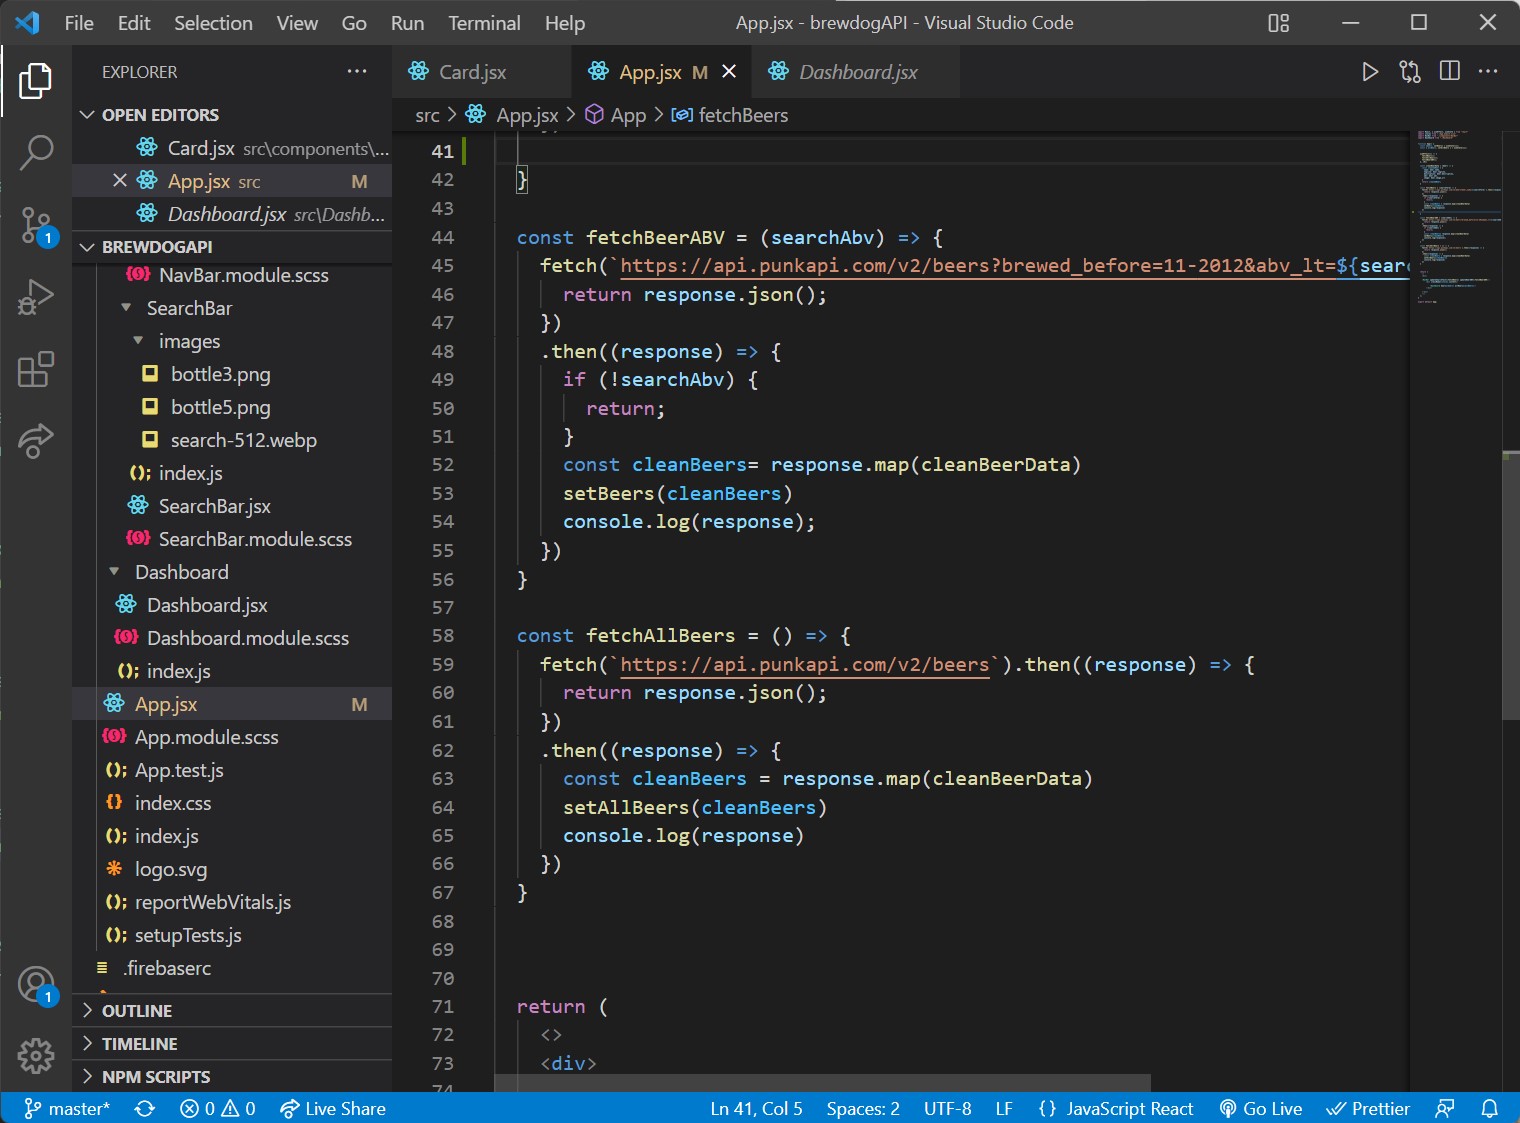 File Edit Selection View Go Run Terminal Help
App.jsx - brewdogAPI - Visual Studio Code
EXPLORER
Card.jsx
App.jsx M
Dashboard.jsx
OPEN EDITORS
Card.jsx src\components\...
App.jsx src M
Dashboard.jsx src\Dashb...
BREWDOGAPI
NavBar.module.scss
SearchBar
images
bottle3.png
bottle5.png
search-512.webp
index.js
SearchBar.jsx
SearchBar.module.scss
Dashboard
Dashboard.jsx
Dashboard.module.scss
index.js
App.jsx M
App.module.scss
App.test.js
index.css
index.js
logo.svg
reportWebVitals.js
setupTests.js
.firebaserc
OUTLINE
TIMELINE
NPM SCRIPTS
1
1
src > App.jsx > App > fetchBeers
41
42 }
43
44 const fetchBeerABV = (searchAbv) => {
45 fetch(`https://api.punkapi.com/v2/beers?brewed_before=11-2012&abv_lt=${sear
46 return response.json();
47 })
48 .then((response) => {
49 if (!searchAbv) {
50 return;
51 }
52 const cleanBeers= response.map(cleanBeerData)
53 setBeers(cleanBeers)
54 console.log(response);
55 })
56 }
57
58 const fetchAllBeers = () => {
59 fetch(`https://api.punkapi.com/v2/beers`).then((response) => {
60 return response.json();
61 })
62 .then((response) => {
63 const cleanBeers = response.map(cleanBeerData)
64 setAllBeers(cleanBeers)
65 console.log(response)
66 })
67 }
68
69
70
71 return (
72 <>
73 <div>
74
master* 0 0 Live Share Ln 41, Col 5 Spaces: 2 UTF-8 LF {} JavaScript React Go Live Prettier